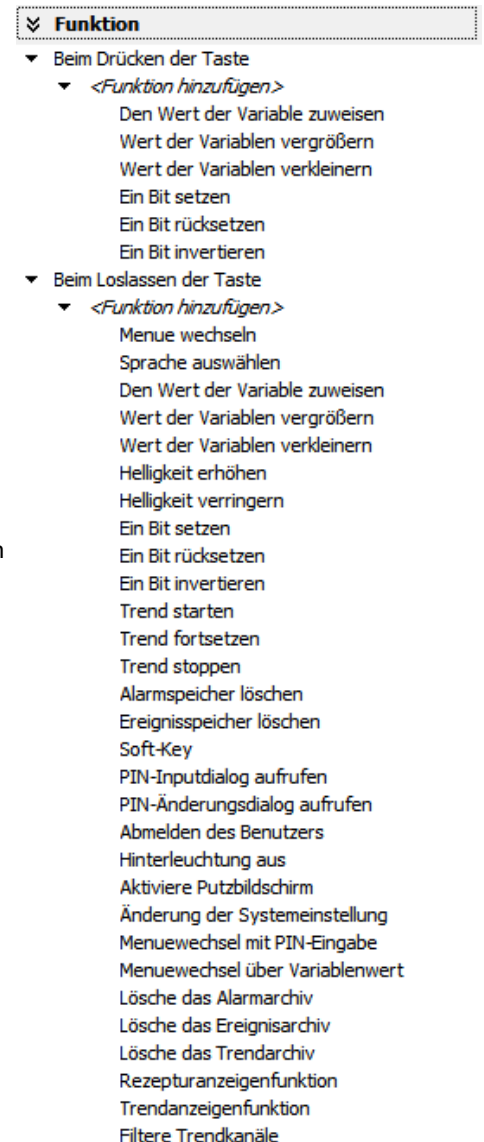 Funktion
Beim Drücken der Taste
<Funktion hinzufügen>
Den Wert der Variable zuweisen
Wert der Variablen vergrößern
Wert der Variablen verkleinern
Ein Bit setzen
Ein Bit rücksetzen
Ein Bit invertieren
Beim Loslassen der Taste
<Funktion hinzufügen>
Menue wechseln
Sprache auswählen
Den Wert der Variable zuweisen
Wert der Variablen vergrößern
Wert der Variablen verkleinern
Helligkeit erhöhen
Helligkeit verringern
Ein Bit setzen
Ein Bit rücksetzen
Ein Bit invertieren
Trend starten
Trend fortsetzen
Trend stoppen
Alarmspeicher löschen
Ereignisspeicher löschen
Soft-Key
PIN-Inputdialog aufrufen
PIN-Änderungsdialog aufrufen
Abmelden des Benutzers
Hinterleuchtung aus
Aktiviere Putzbildschirm
Änderung der Systemeinstellung
Menuewechsel mit PIN-Eingabe
Menuewechsel über Variablenwert
Lösche das Alarmarchiv
Lösche das Ereignisarchiv
Lösche das Trendarchiv
Rezepturanzeigenfunktion
Trendanzeigenfunktion
Filtere Trendkanäle